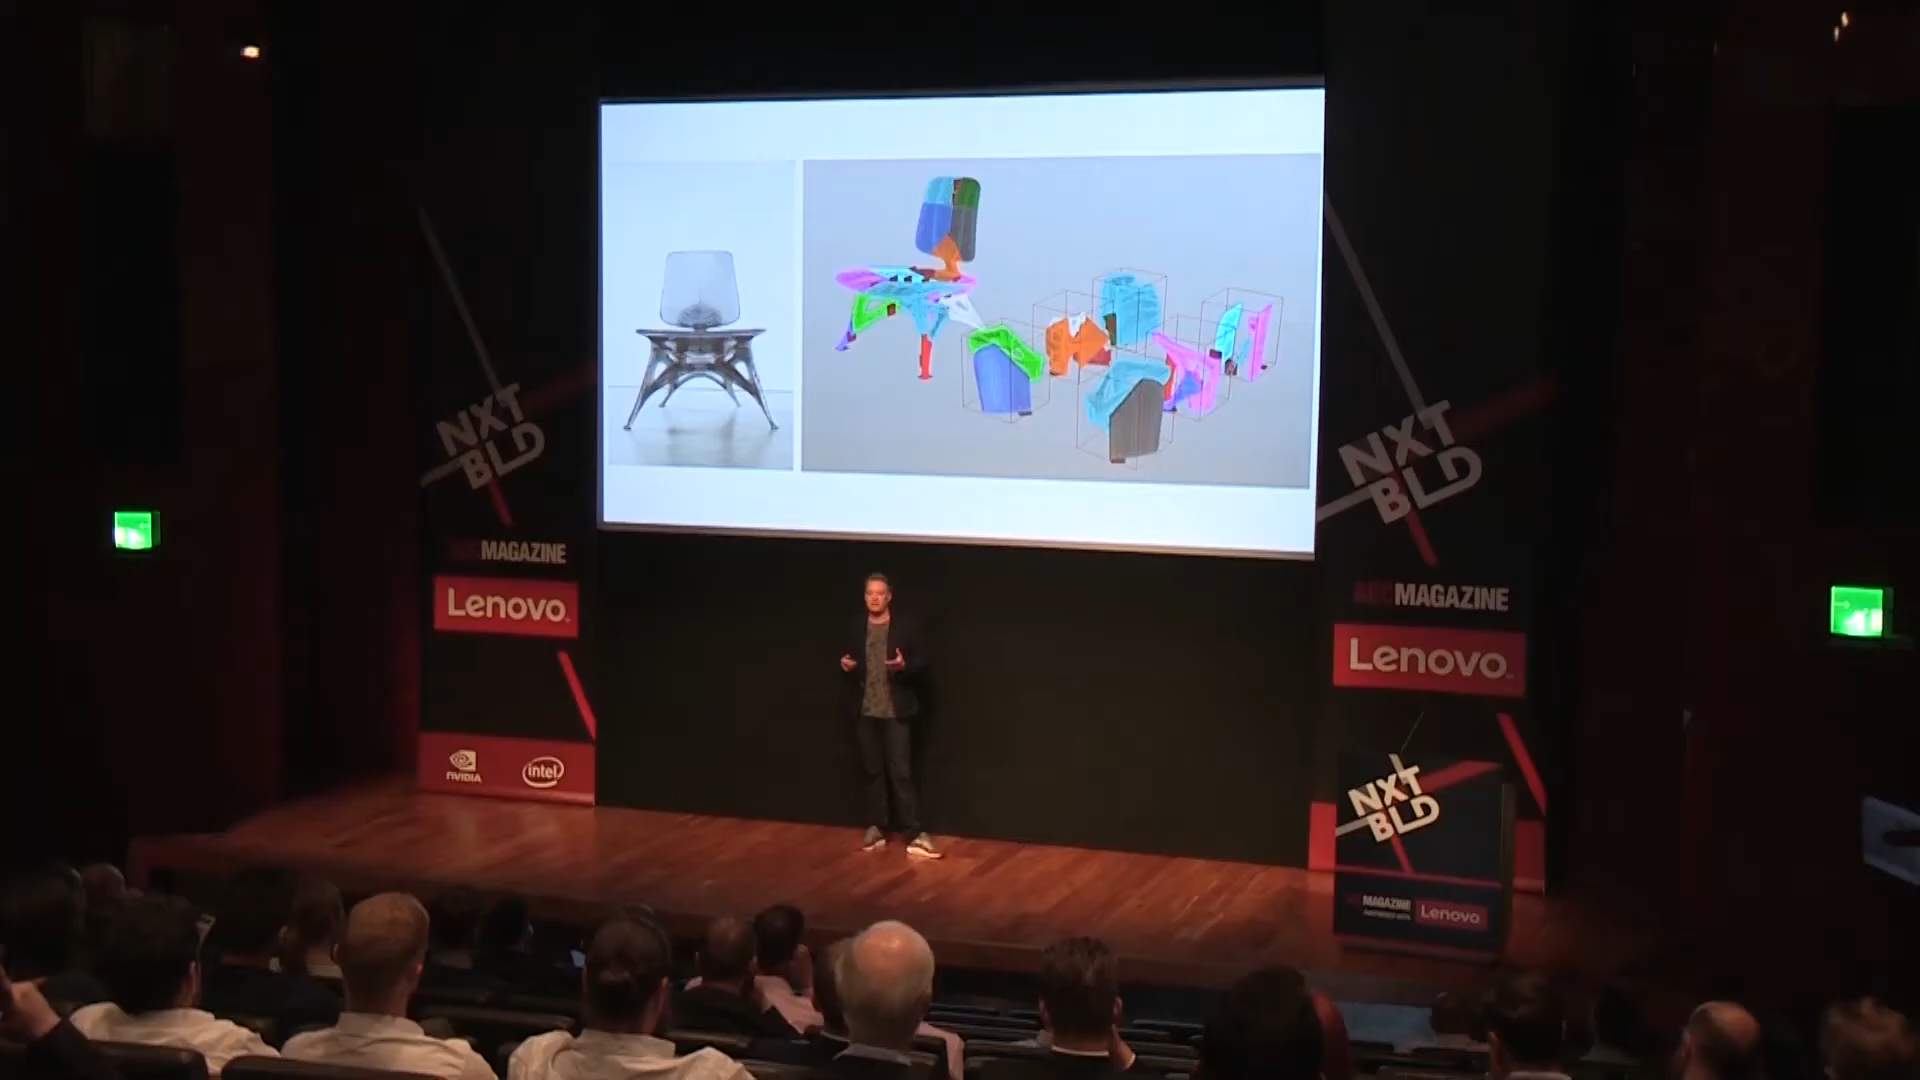 NXT
BLD
MAGAZINE
Lenovo
NVIDIA
intel
NXT
BLD
MAGAZINE
Lenovo
NXT
BLD
MAGAZINE
Lenovo